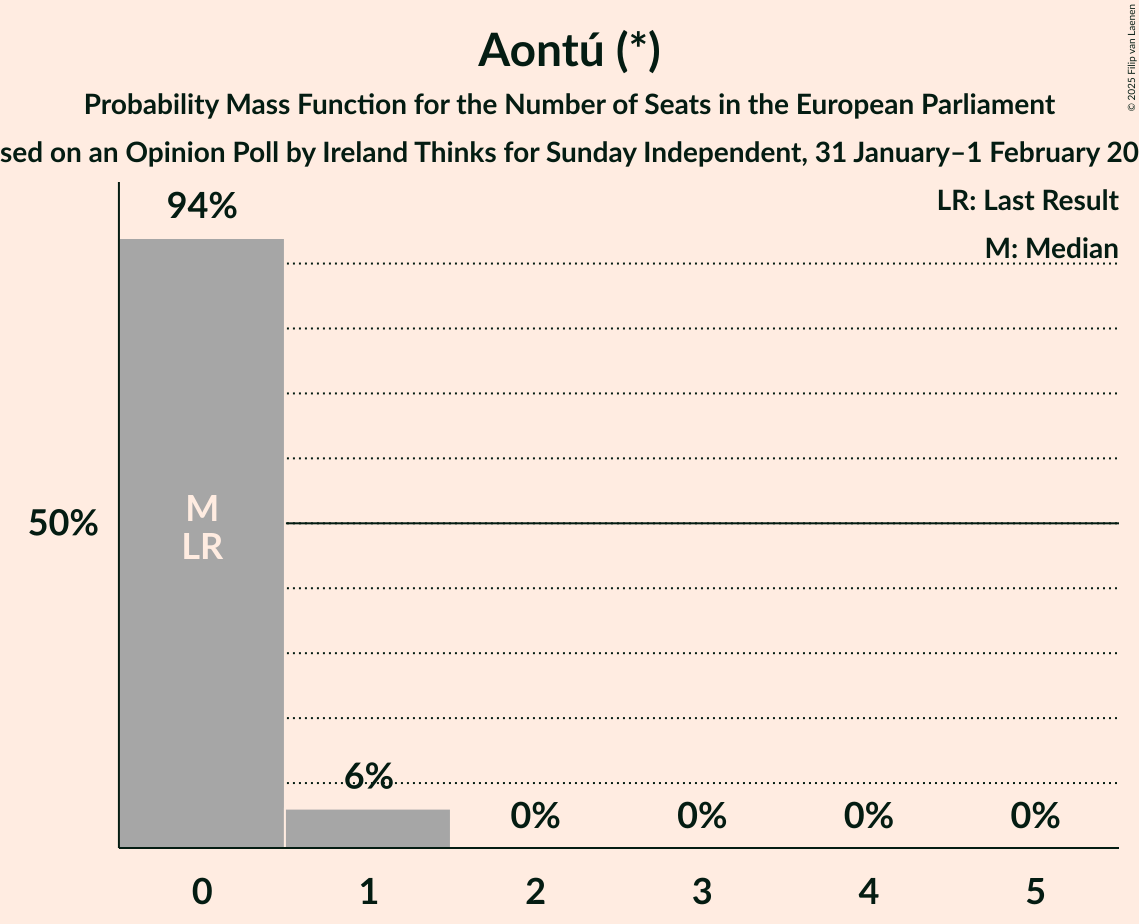 Aontú (*)
Probability Mass Function for the Number of Seats in the European Parliament
sed on an Opinion Poll by Ireland Thinks for Sunday Independent, 31 January–1 February 20
© 2025 Filip van Laenen
LR: Last Result
M: Median
94%
M
LR
50%
6%
0%
0%
0%
0%
0
1
2
3
4
5